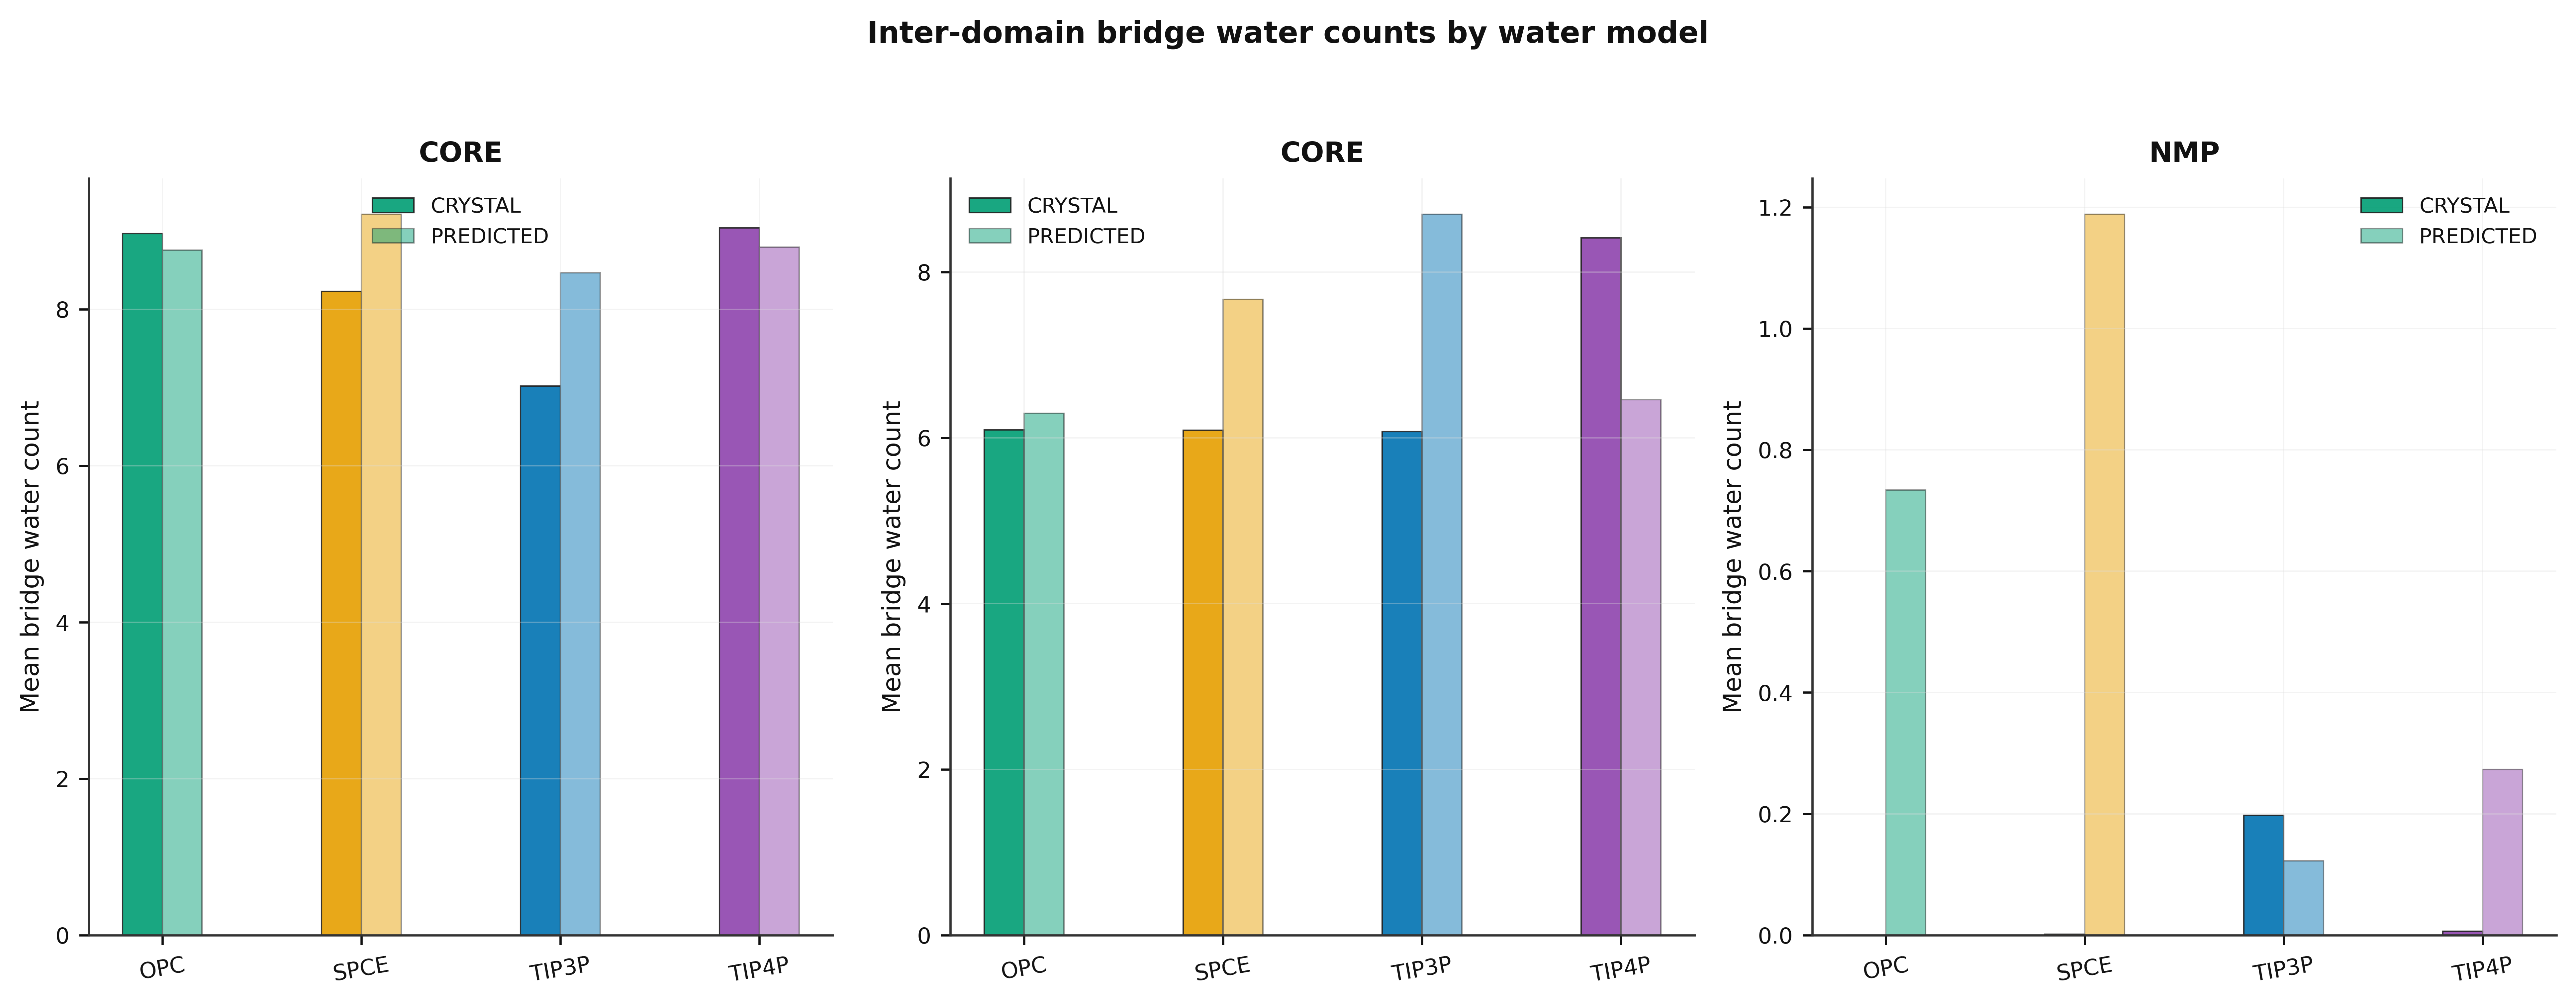 Inter-domain bridge water counts by water model
CORE
CRYSTAL
PREDICTED
Mean bridge water count
8
6
4
2
0
OPC
SPCE
TIP3P
TIP4P
CORE
CRYSTAL
PREDICTED
Mean bridge water count
8
6
4
2
0
OPC
SPCE
TIP3P
TIP4P
NMP
CRYSTAL
PREDICTED
Mean bridge water count
1.2
1.0
0.8
0.6
0.4
0.2
0.0
OPC
SPCE
TIP3P
TIP4P